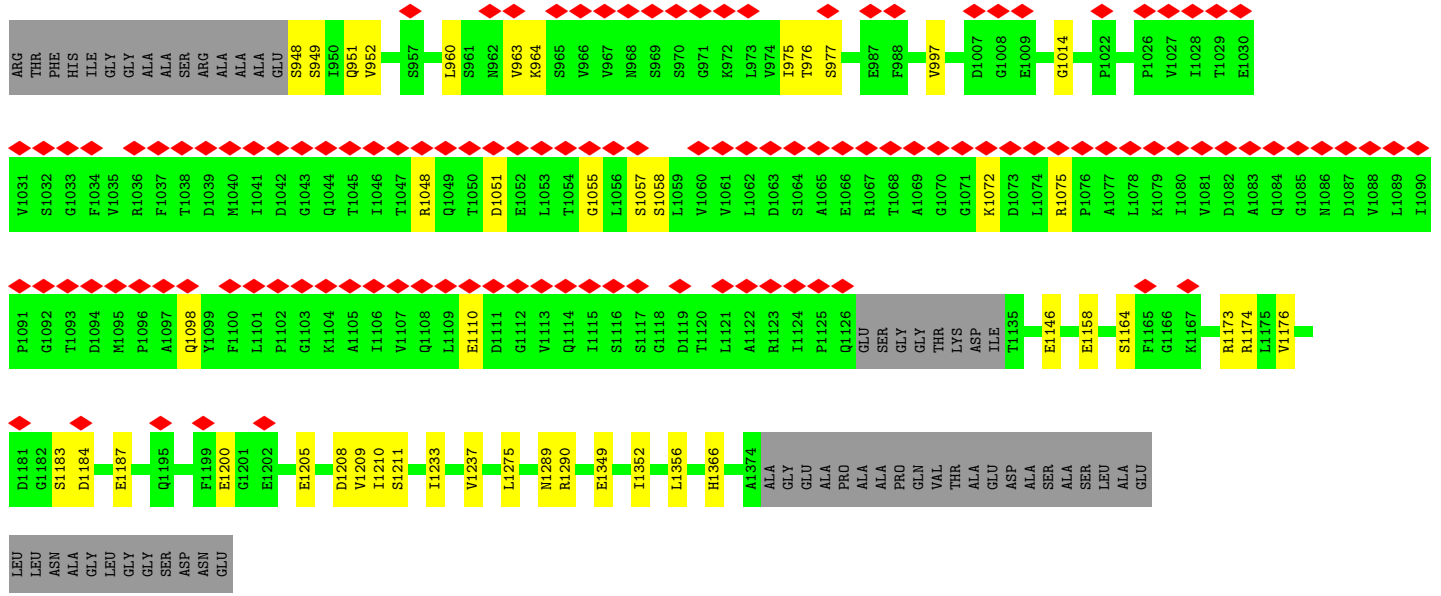 ARG THR PHE HIS ILE GLY GLY ALA ALA SER ARG ALA ALA ALA GLU S948 S949 I950 Q951 V952 S957 L960 S961 N962 V963 K964 S965 V966 V967 N968 S969 S970 G971 K972 L973 V974 I975 T976 S977 E987 F988 V997 D1007 G1008 E1009 G1014 P1022 P1026 V1027 I1028 T1029 E1030
V1031 S1032 G1033 F1034 V1035 R1036 F1037 T1038 D1039 M1040 I1041 D1042 G1043 Q1044 T1045 I1046 T1047 R1048 Q1049 T1050 D1051 E1052 L1053 T1054 G1055 L1056 S1057 S1058 L1059 V1060 V1061 L1062 D1063 S1064 A1065 E1066 R1067 T1068 A1069 G1070 G1071 K1072 D1073 L1074 R1075 P1076 A1077 L1078 K1079 I1080 V1081 D1082 A1083 Q1084 G1085 N1086 D1087 V1088 L1089 I1090
P1091 G1092 T1093 D1094 M1095 P1096 A1097 Q1098 Y1099 F1100 L1101 P1102 G1103 K1104 A1105 I1106 V1107 Q1108 L1109 E1110 D1111 G1112 V1113 Q1114 I1115 S1116 S1117 G1118 D1119 T1120 L1121 A1122 R1123 I1124 P1125 Q1126 GLU SER GLY GLY THR LYS ASP ILE T1135 E1146 E1158 S1164 F1165 G1166 K1167 R1173 R1174 L1175 V1176
D1181 G1182 S1183 D1184 E1187 Q1195 F1199 E1200 G1201 E1202 E1205 D1208 V1209 I1210 S1211 I1233 V1237 L1275 N1289 R1290 E1349 I1352 L1356 H1366 A1374 ALA GLY GLU ALA PRO ALA ALA PRO GLN VAL THR ALA GLU ASP ALA SER ALA SER LEU ALA GLU
LEU LEU ASN ALA GLY LEU GLY GLY SER ASP ASN GLU